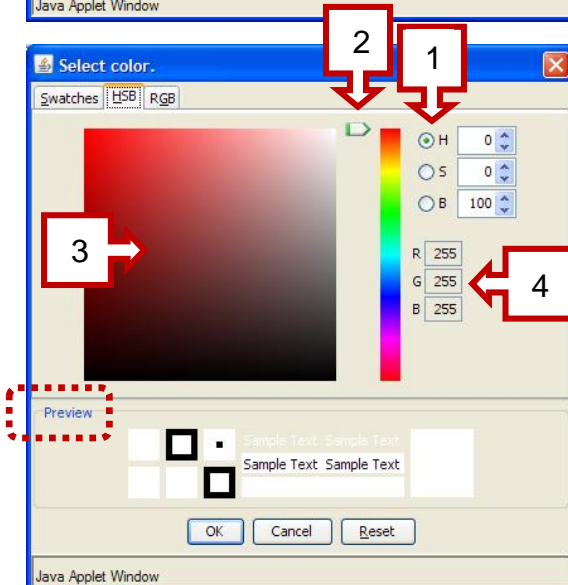 Java Applet Window
2
1
Select color.
Swatches HSB RGB
H 0
S 0
B 100
3
R 255
G 255
B 255
4
Preview
Sample Text Sample Text
Sample Text Sample Text
OK Cancel Reset
Java Applet Window